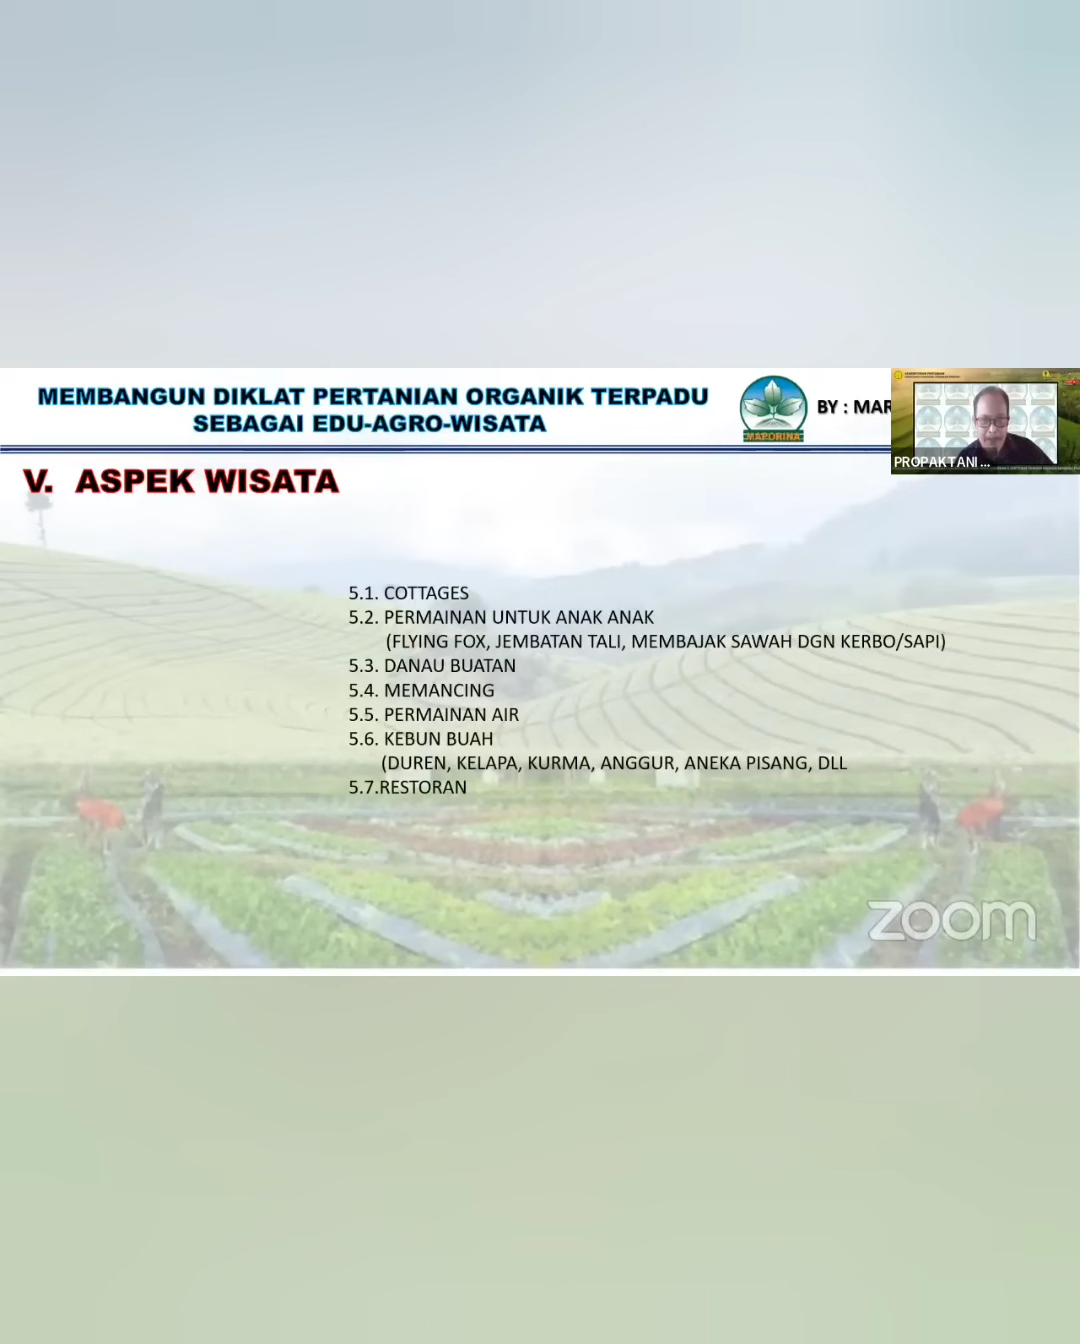 MEMBANGUN DIKLAT PERTANIAN ORGANIK TERPADU
SEBAGAI EDU-AGRO-WISATA
MAPORINA
BY : MAR
PROPAKTANI ...
V. ASPEK WISATA
5.1. COTTAGES
5.2. PERMAINAN UNTUK ANAK ANAK
(FLYING FOX, JEMBATAN TALI, MEMBAJAK SAWAH DGN KERBO/SAPI)
5.3. DANAU BUATAN
5.4. MEMANCING
5.5. PERMAINAN AIR
5.6. KEBUN BUAH
(DUREN, KELAPA, KURMA, ANGGUR, ANEKA PISANG, DLL
5.7.RESTORAN
zoom